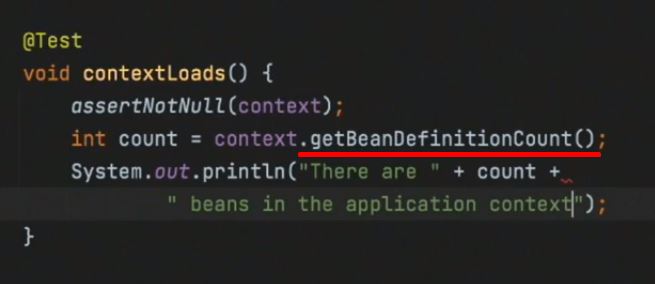 @Test
void contextLoads() {
assertNotNull(context);
int count = context.getBeanDefinitionCount();
System.out.println("There are " + count +
" beans in the application context");
}